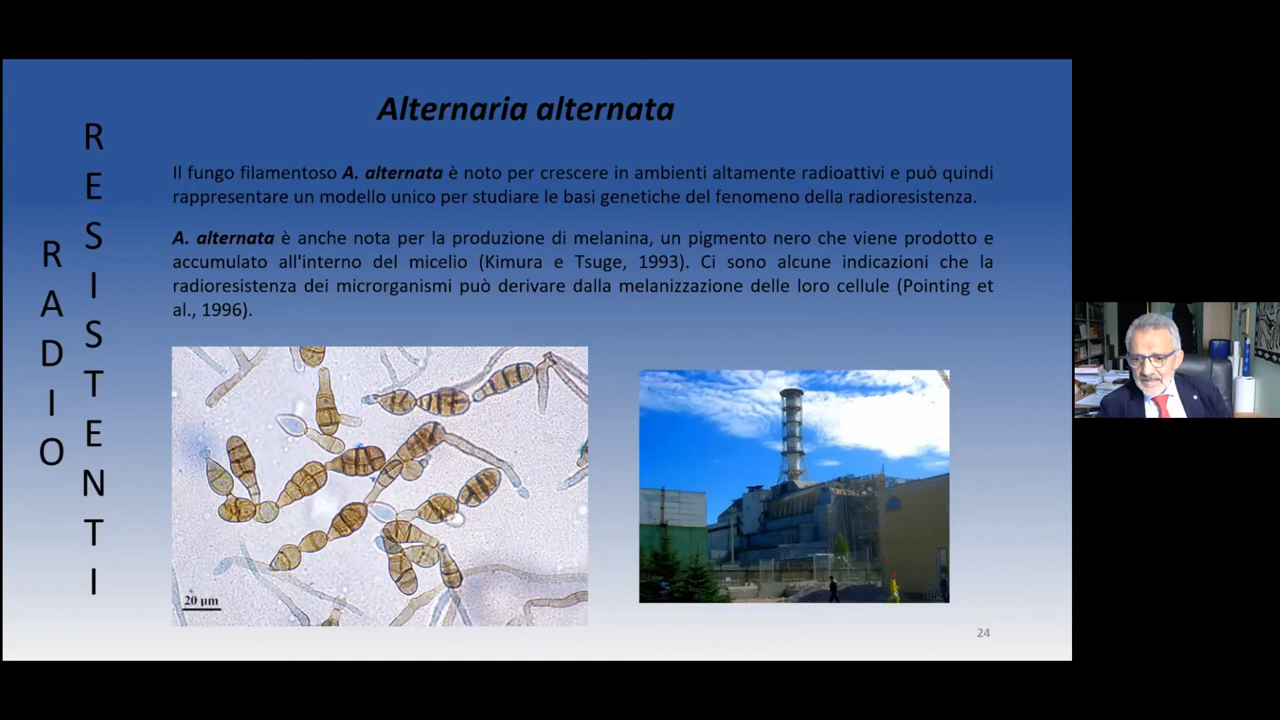 Alternaria alternata
RADIO
RESISTENTI
Il fungo filamentoso A. alternata è noto per crescere in ambienti altamente radioattivi e può quindi
rappresentare un modello unico per studiare le basi genetiche del fenomeno della radioresistenza.
A. alternata è anche nota per la produzione di melanina, un pigmento nero che viene prodotto e
accumulato all'interno del micelio (Kimura e Tsuge, 1993). Ci sono alcune indicazioni che la
radioresistenza dei microrganismi può derivare dalla melanizzazione delle loro cellule (Pointing et
al., 1996).
20 µm
24